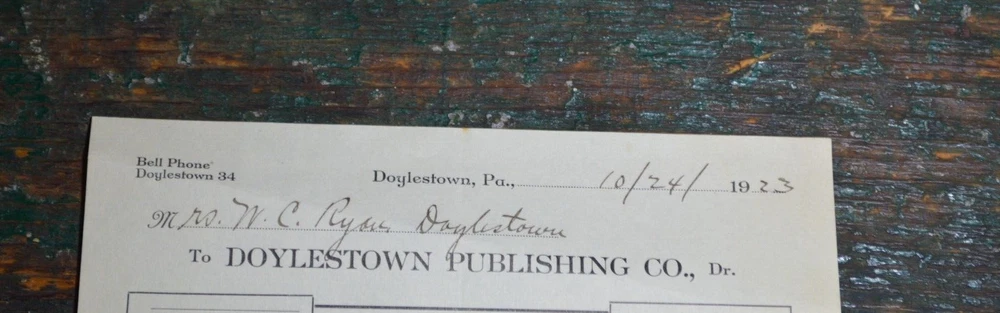 Bell Phone
Doylestown 34
Doylestown, Pa., 10/24/ 1923
Mrs. W. C. Ryan, Doylestown
To DOYLESTOWN PUBLISHING CO., Dr.